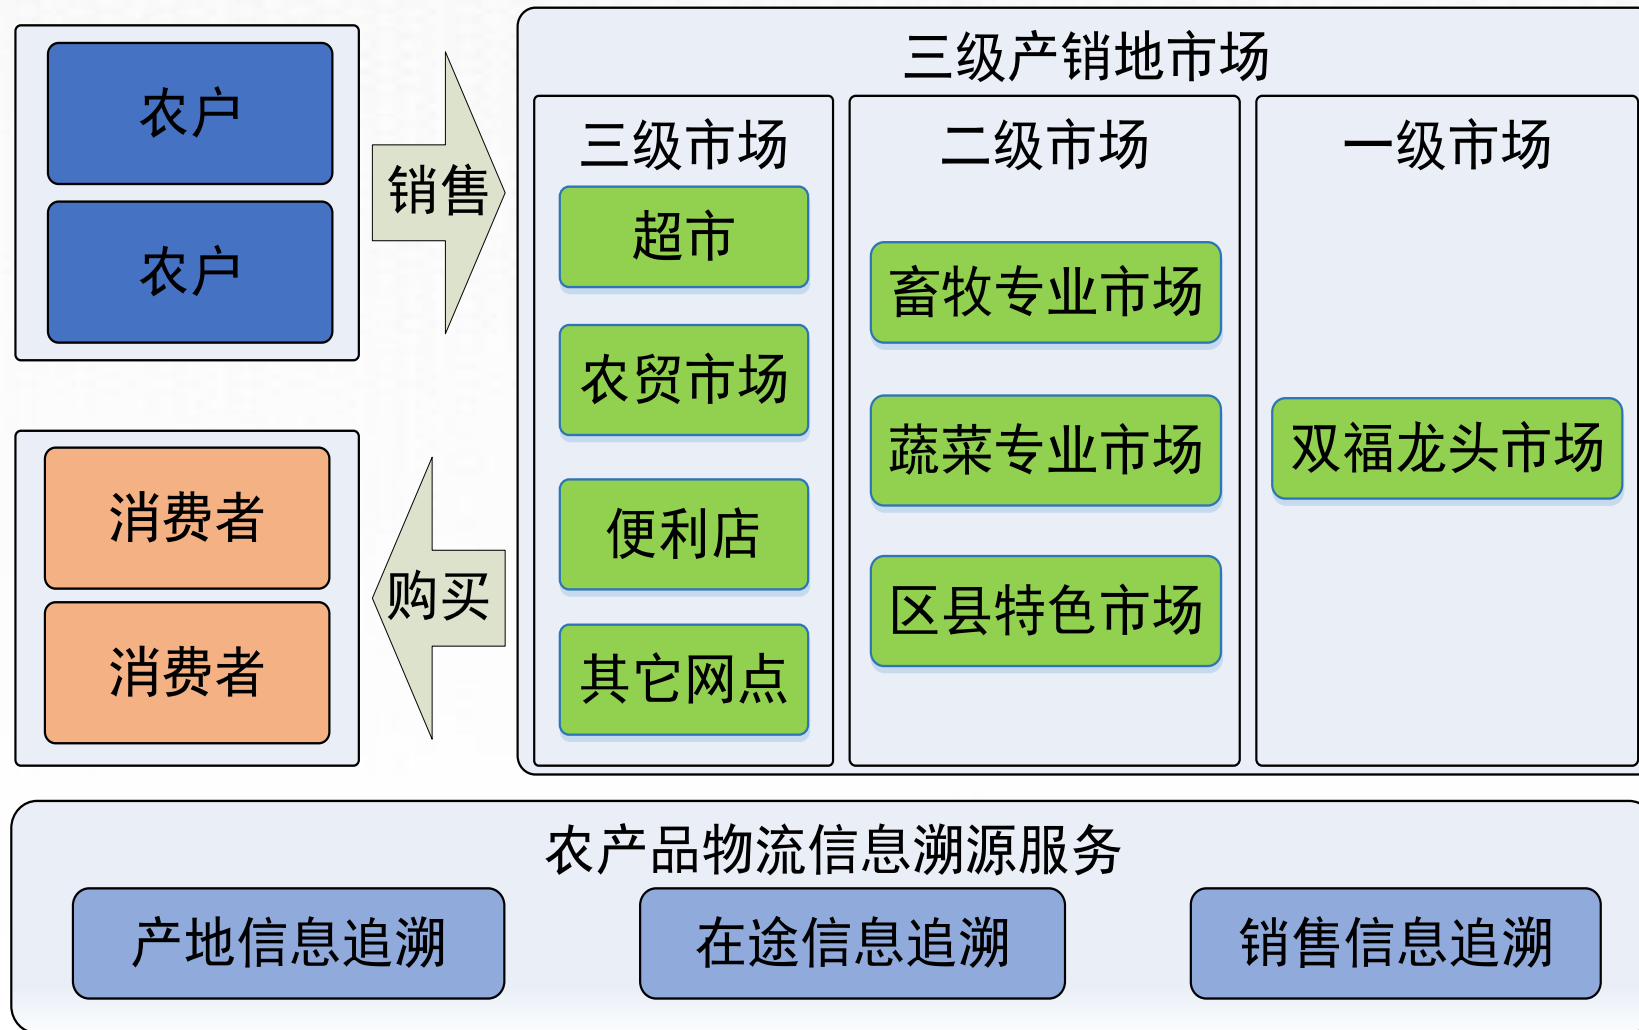 农户
农户
销售
消费者
消费者
购买
三级产销地市场
三级市场
超市
农贸市场
便利店
其它网点
二级市场
畜牧专业市场
蔬菜专业市场
区县特色市场
一级市场
双福龙头市场
农产品物流信息溯源服务
产地信息追溯
在途信息追溯
销售信息追溯